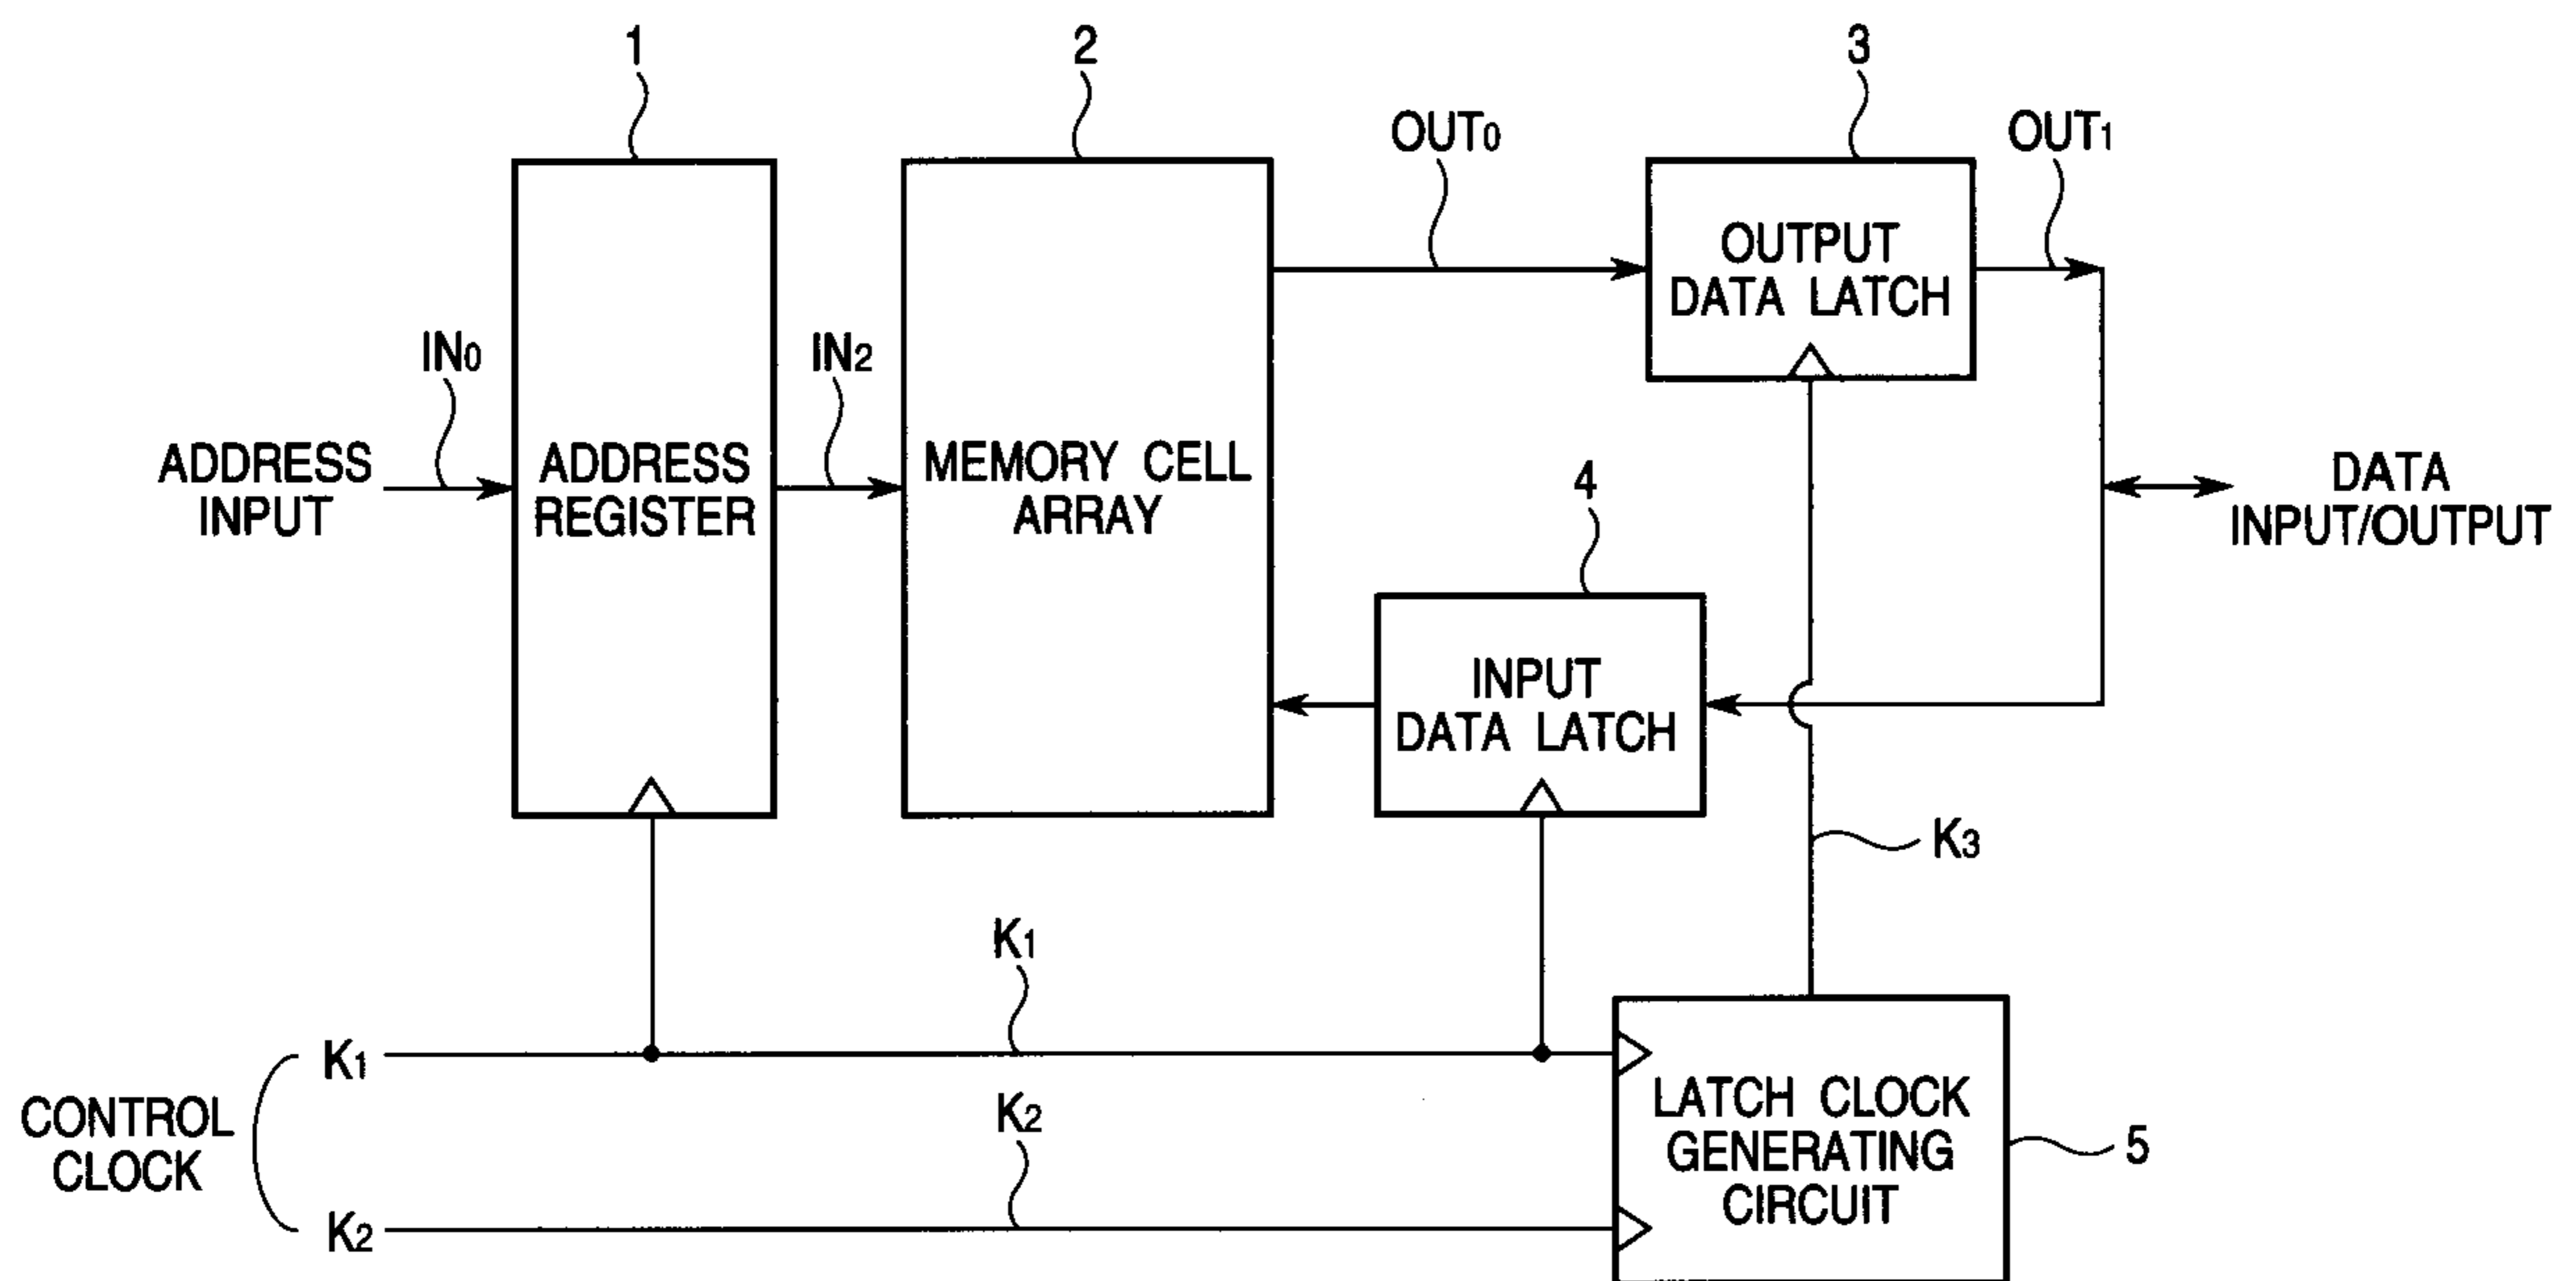 1
2
3
OUT0
OUT1
OUTPUT
DATA LATCH
IN0
IN2
ADDRESS
INPUT
ADDRESS
REGISTER
MEMORY CELL
ARRAY
4
DATA
INPUT/OUTPUT
INPUT
DATA LATCH
K3
K1
K1
CONTROL
CLOCK
K2
K2
LATCH CLOCK
GENERATING
CIRCUIT
5